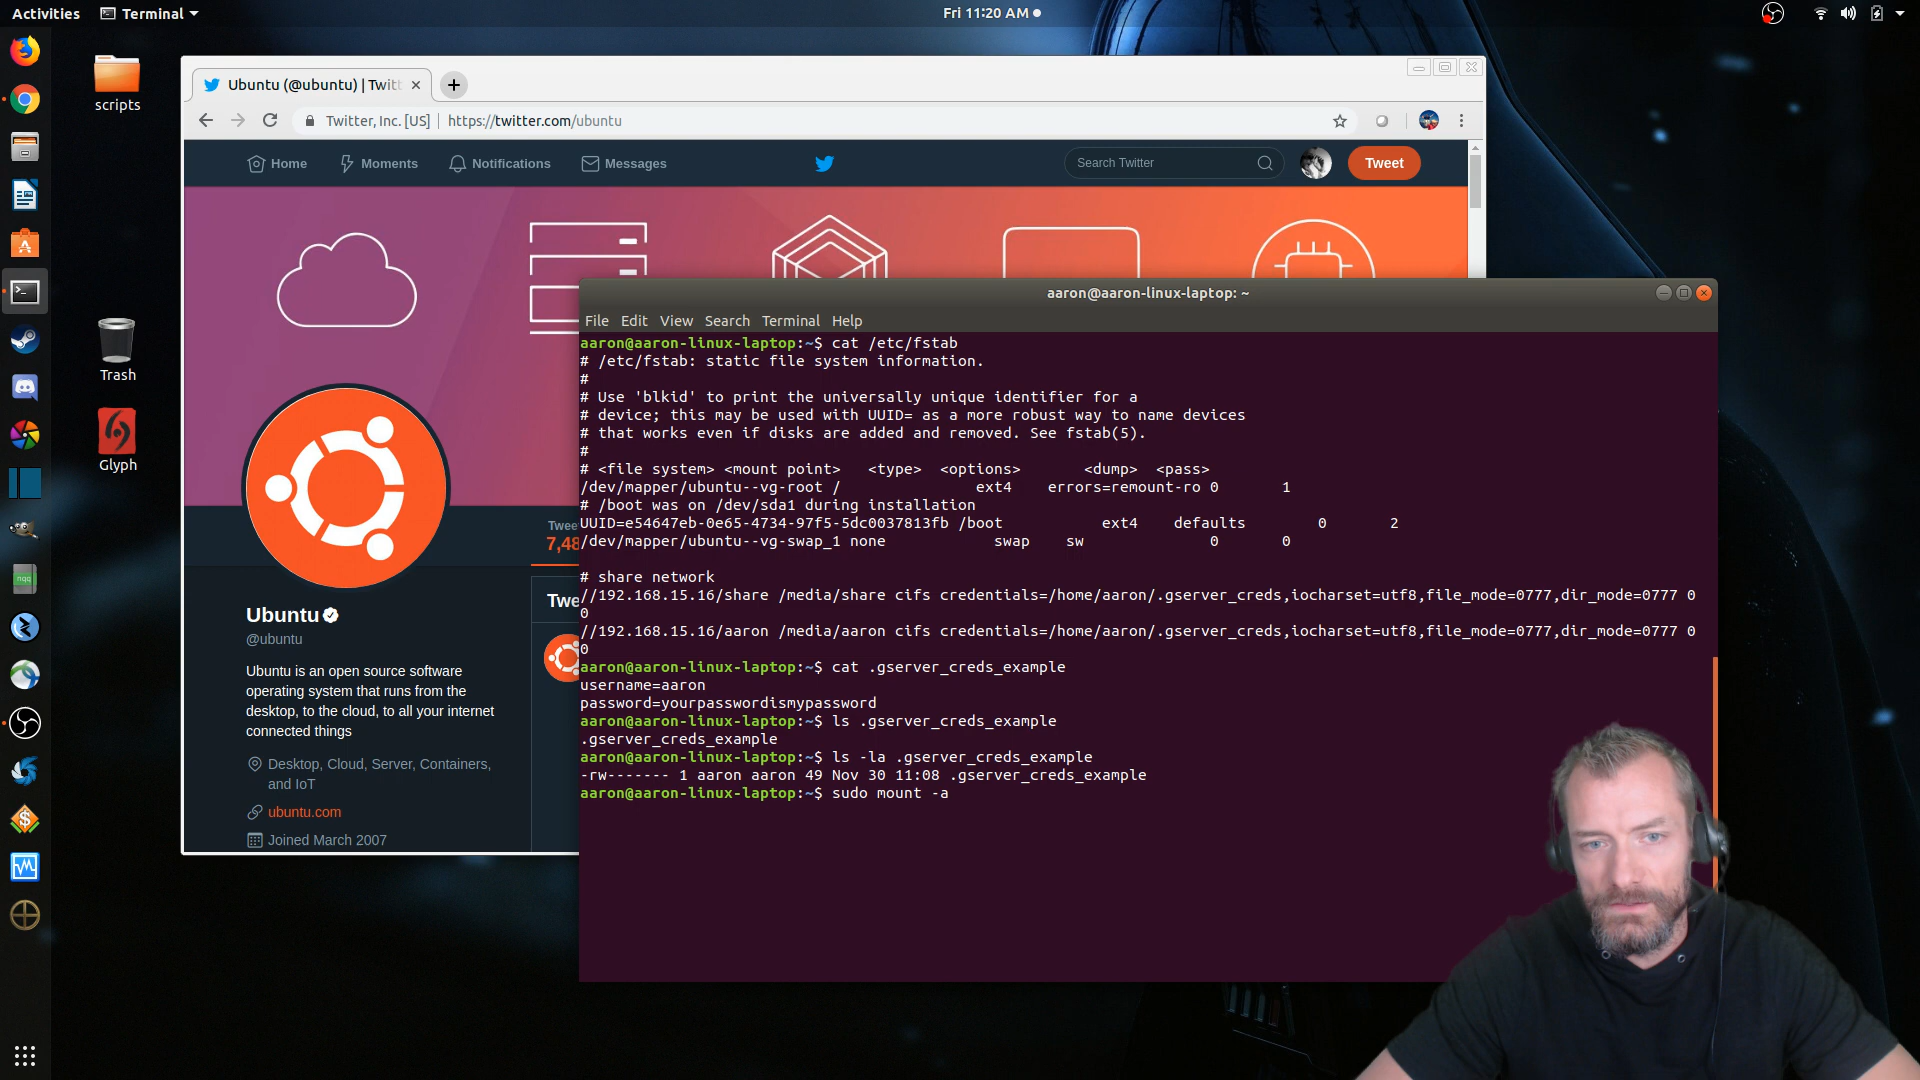 Activities
Terminal
Fri 11:20 AM
scripts
Trash
Glyph
nqq
Ubuntu (@ubuntu) | Twitt
Twitter, Inc. [US]
https://twitter.com/ubuntu
Home
Moments
Notifications
Messages
Search Twitter
Tweet
Twee
7,48
Twe
Ubuntu
@ubuntu
Ubuntu is an open source software
operating system that runs from the
desktop, to the cloud, to all your internet
connected things
Desktop, Cloud, Server, Containers,
and IoT
ubuntu.com
Joined March 2007
aaron@aaron-linux-laptop: ~
File Edit View Search Terminal Help
aaron@aaron-linux-laptop:~$ cat /etc/fstab
# /etc/fstab: static file system information.
#
# Use 'blkid' to print the universally unique identifier for a
# device; this may be used with UUID= as a more robust way to name devices
# that works even if disks are added and removed. See fstab(5).
#
# <file system> <mount point>   <type>  <options>       <dump>  <pass>
/dev/mapper/ubuntu--vg-root /               ext4    errors=remount-ro 0       1
# /boot was on /dev/sda1 during installation
UUID=e54647eb-0e65-4734-97f5-5dc0037813fb /boot           ext4    defaults        0       2
/dev/mapper/ubuntu--vg-swap_1 none            swap    sw              0       0
# share network
//192.168.15.16/share /media/share cifs credentials=/home/aaron/.gserver_creds,iocharset=utf8,file_mode=0777,dir_mode=0777 0
0
//192.168.15.16/aaron /media/aaron cifs credentials=/home/aaron/.gserver_creds,iocharset=utf8,file_mode=0777,dir_mode=0777 0
0
aaron@aaron-linux-laptop:~$ cat .gserver_creds_example
username=aaron
password=yourpasswordismypassword
aaron@aaron-linux-laptop:~$ ls .gserver_creds_example
.gserver_creds_example
aaron@aaron-linux-laptop:~$ ls -la .gserver_creds_example
-rw------- 1 aaron aaron 49 Nov 30 11:08 .gserver_creds_example
aaron@aaron-linux-laptop:~$ sudo mount -a